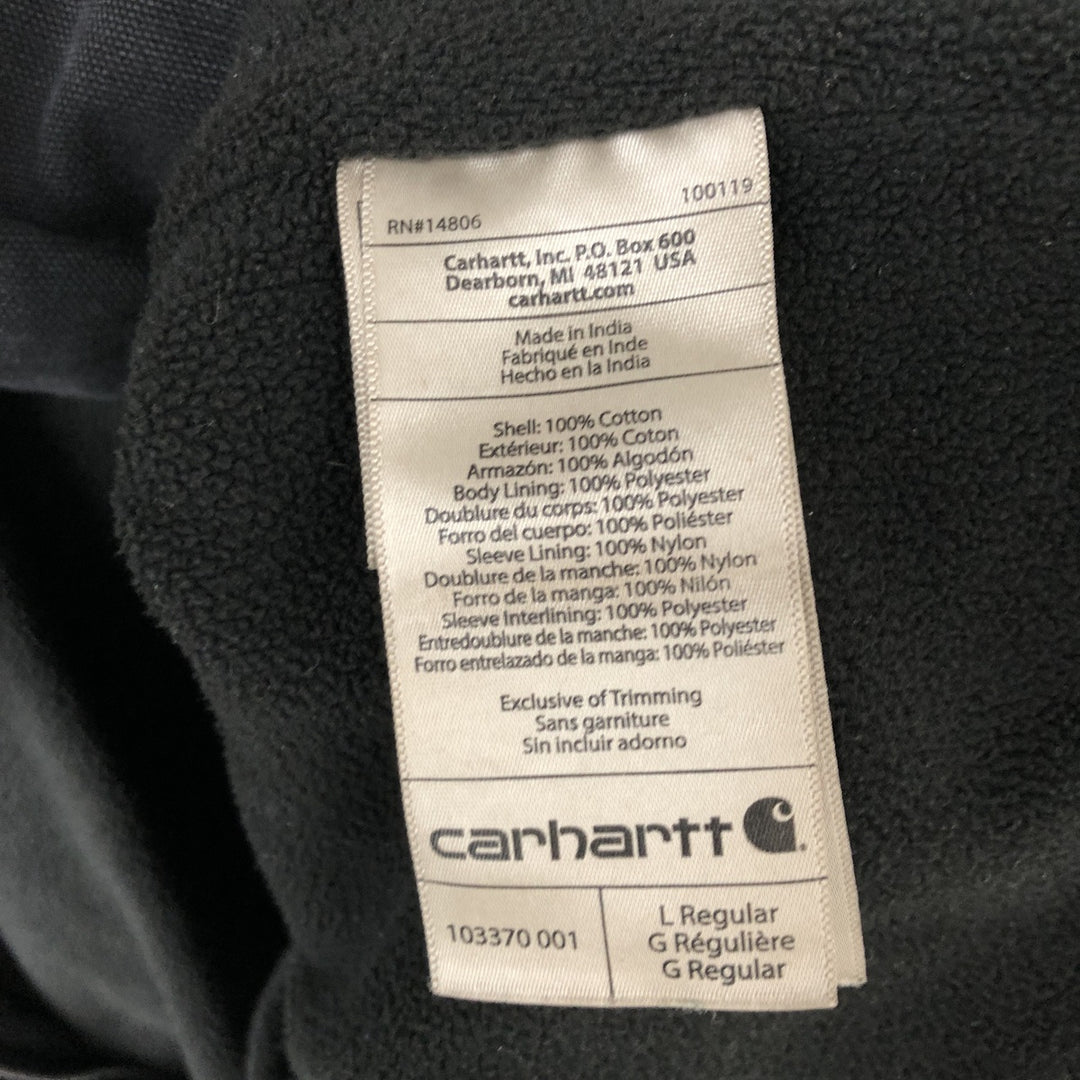 RN#14806 100119
Carhartt, Inc. P.O. Box 600
Dearborn, MI 48121 USA
carhartt.com
Made in India
Fabriqué en Inde
Hecho en la India
Shell: 100% Cotton
Extérieur: 100% Coton
Armazón: 100% Algodón
Body Lining: 100% Polyester
Doublure du corps: 100% Polyester
Forro del cuerpo: 100% Poliéster
Sleeve Lining: 100% Nylon
Doublure de la manche: 100% Nylon
Forro de la manga: 100% Nilón
Sleeve Interlining: 100% Polyester
Entredoublure de la manche: 100% Polyester
Forro entrelazado de la manga: 100% Poliéster
Exclusive of Trimming
Sans garniture
Sin incluir adorno
carhartt
103370 001
L Regular
G Régulière
G Regular